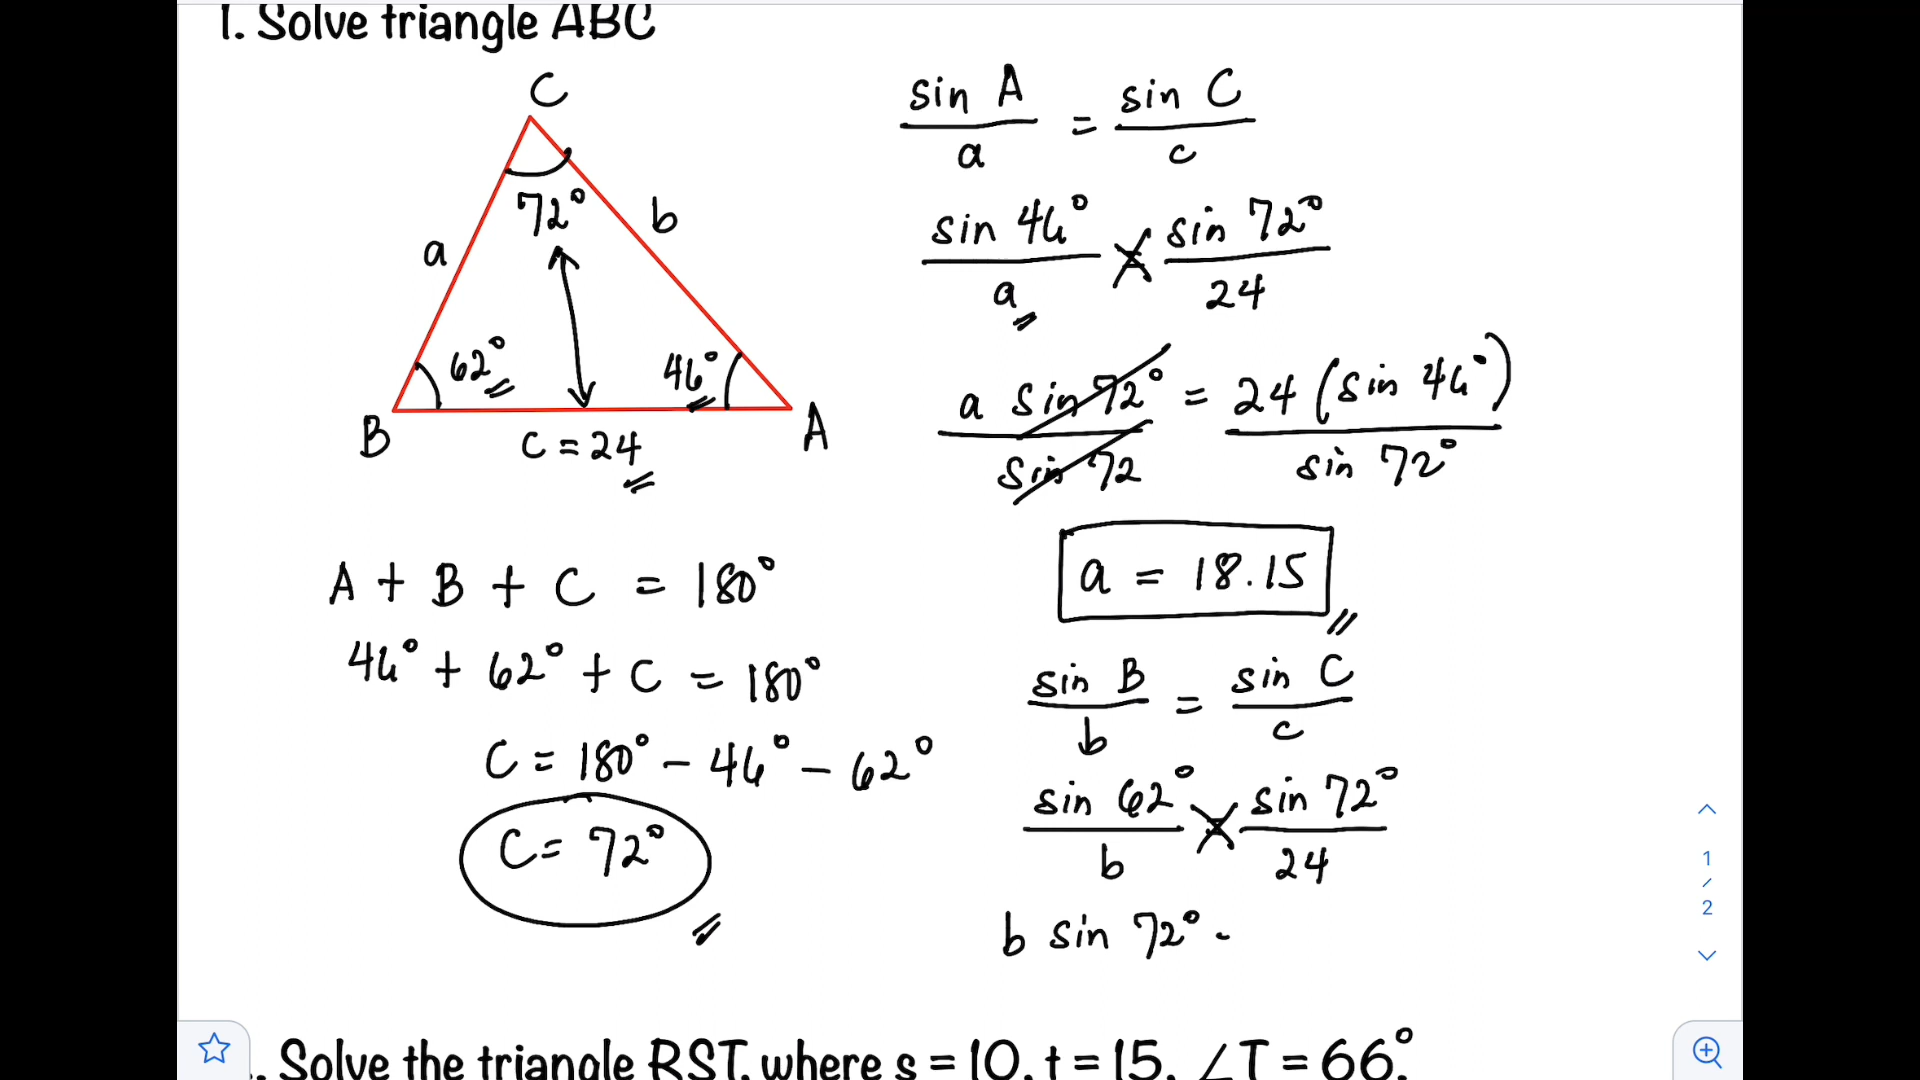 1. Solve triangle ABC
C
72°
a
b
62°
46°
B
c = 24
A
A + B + C = 180°
46° + 62° + C = 180°
C = 180° - 46° - 62°
C = 72°
sin A / a = sin C / c
sin 46° / a = sin 72° / 24
a sin 72° / sin 72 = 24 (sin 46°) / sin 72°
a = 18.15
sin B / b = sin C / c
sin 62° / b = sin 72° / 24
b sin 72° -
. Solve the triangle RST, where s = 10, t = 15, ∠T = 66°.
1
/
2